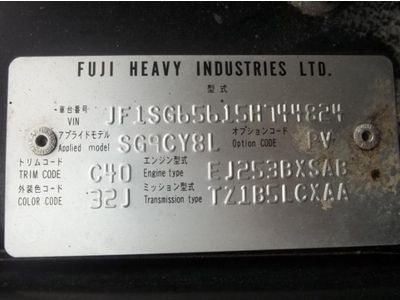 FUJI HEAVY INDUSTRIES LTD.
型式
車台番号 VIN JF1SG65615H744824
アプライドモデル Applied model SG9CY8L オプションコード Option CODE PV
トリムコード TRIM CODE C40 エンジン型式 Engine type EJ253BXSAB
外装色コード COLOR CODE 32J ミッション型式 Transmission type TZ1B5LCXAA